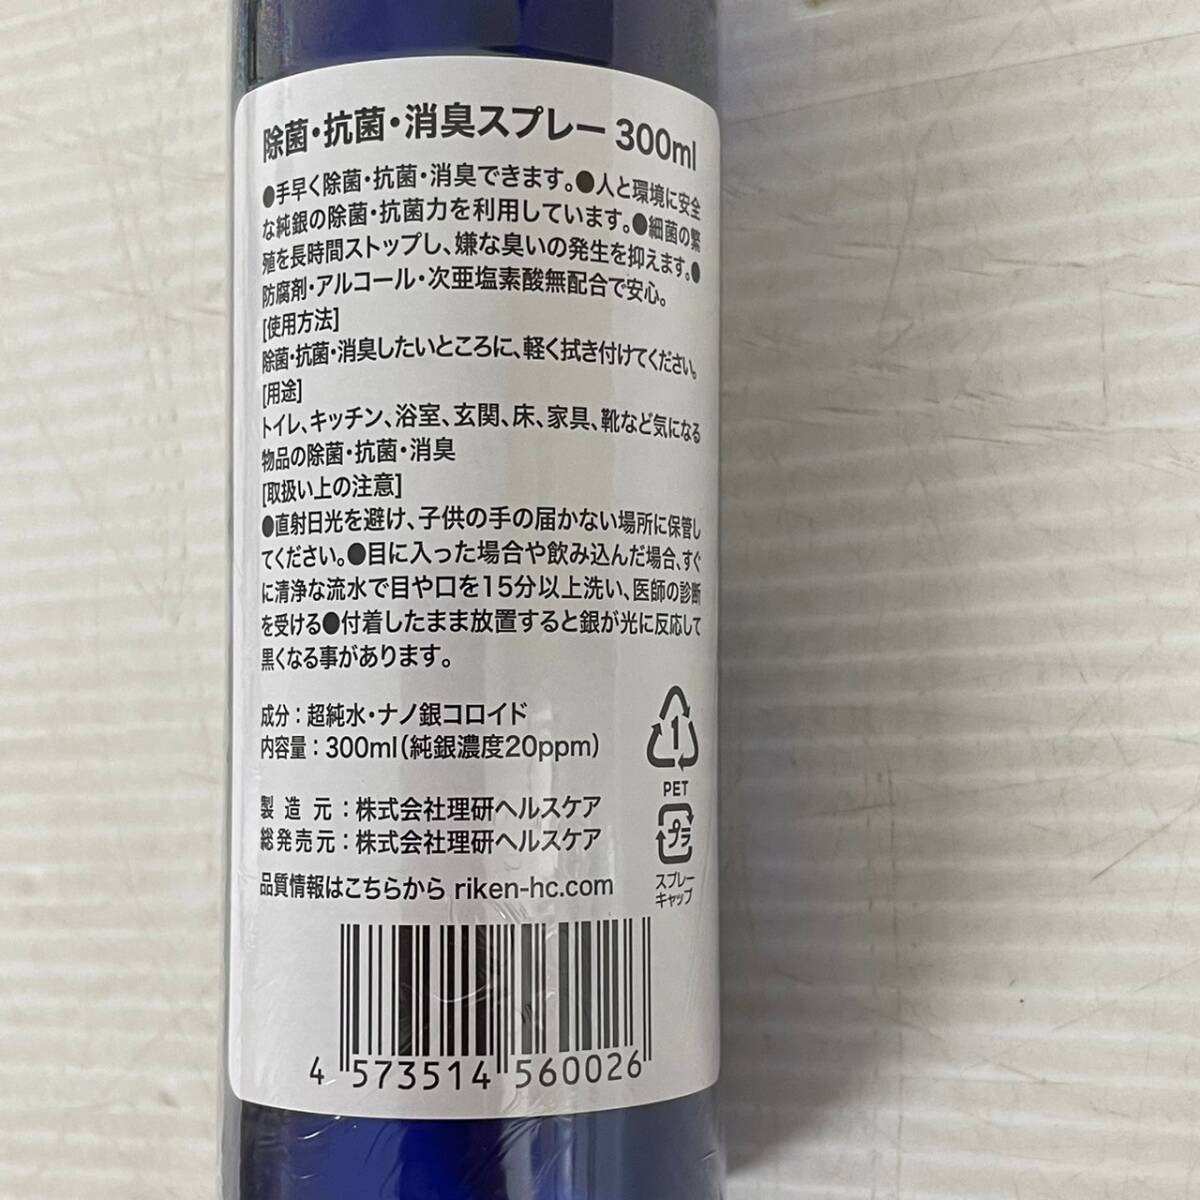 除菌・抗菌・消臭スプレー 300ml
●手早く除菌・抗菌・消臭できます。●人と環境に安全
な純銀の除菌・抗菌力を利用しています。●細菌の繁
殖を長時間ストップし、嫌な臭いの発生を抑えます。●
防腐剤・アルコール・次亜塩素酸無配合で安心。
[使用方法]
除菌・抗菌・消臭したいところに、軽く拭き付けてください。
[用途]
トイレ、キッチン、浴室、玄関、床、家具、靴など気になる
物品の除菌・抗菌・消臭
[取扱い上の注意]
●直射日光を避け、子供の手の届かない場所に保管し
てください。●目に入った場合や飲み込んだ場合、すぐ
に清浄な流水で目や口を15分以上洗い、医師の診断
を受ける●付着したまま放置すると銀が光に反応して
黒くなる事があります。
成分：超純水・ナノ銀コロイド
内容量：300ml(純銀濃度20ppm)
製造元：株式会社理研ヘルスケア
総発売元：株式会社理研ヘルスケア
品質情報はこちらから riken-hc.com
1
PET
プラ
スプレー
キャップ
4 573514 560026